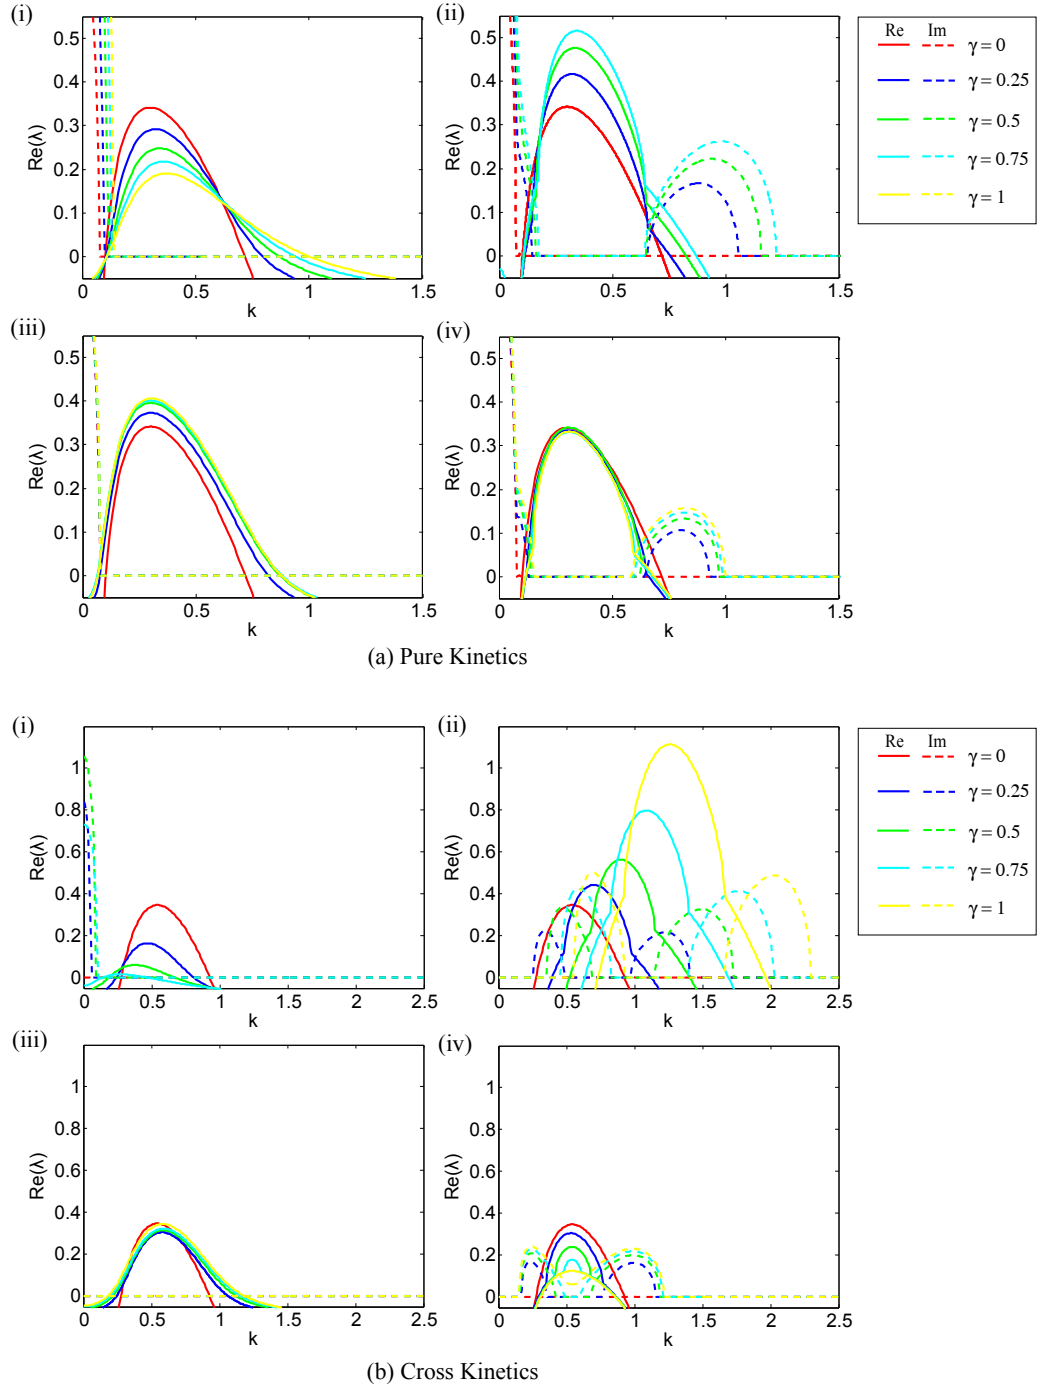 (i)
0.5
0.4
0.3
0.2
0.1
0
Re(λ)
0
0.5
1
1.5
k
(ii)
0.5
0.4
0.3
0.2
0.1
0
Re(λ)
0
0.5
1
1.5
k
Re Im
γ = 0
γ = 0.25
γ = 0.5
γ = 0.75
γ = 1
(iii)
0.5
0.4
0.3
0.2
0.1
0
Re(λ)
0
0.5
1
1.5
k
(iv)
0.5
0.4
0.3
0.2
0.1
0
Re(λ)
0
0.5
1
1.5
k
(a) Pure Kinetics
(i)
1
0.8
0.6
0.4
0.2
0
Re(λ)
0
0.5
1
1.5
2
2.5
k
(ii)
1
0.8
0.6
0.4
0.2
0
Re(λ)
0
0.5
1
1.5
2
2.5
k
Re Im
γ = 0
γ = 0.25
γ = 0.5
γ = 0.75
γ = 1
(iii)
1
0.8
0.6
0.4
0.2
0
Re(λ)
0
0.5
1
1.5
2
2.5
k
(iv)
1
0.8
0.6
0.4
0.2
0
Re(λ)
0
0.5
1
1.5
2
2.5
k
(b) Cross Kinetics